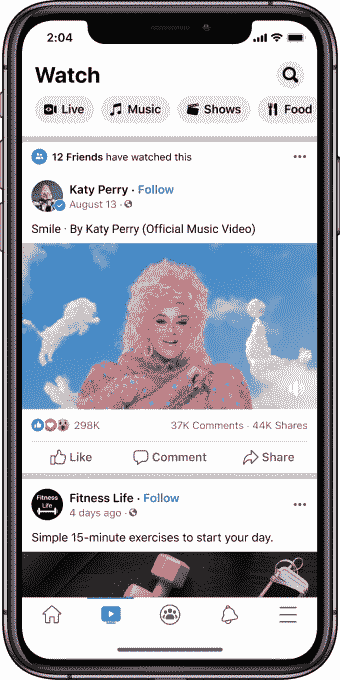 2:04
Watch
Live Music Shows Food
12 Friends have watched this
Katy Perry · Follow
August 13 ·
Smile · By Katy Perry (Official Music Video)
298K 37K Comments · 44K Shares
Like Comment Share
Fitness Life
Fitness Life · Follow
4 days ago ·
Simple 15-minute exercises to start your day.